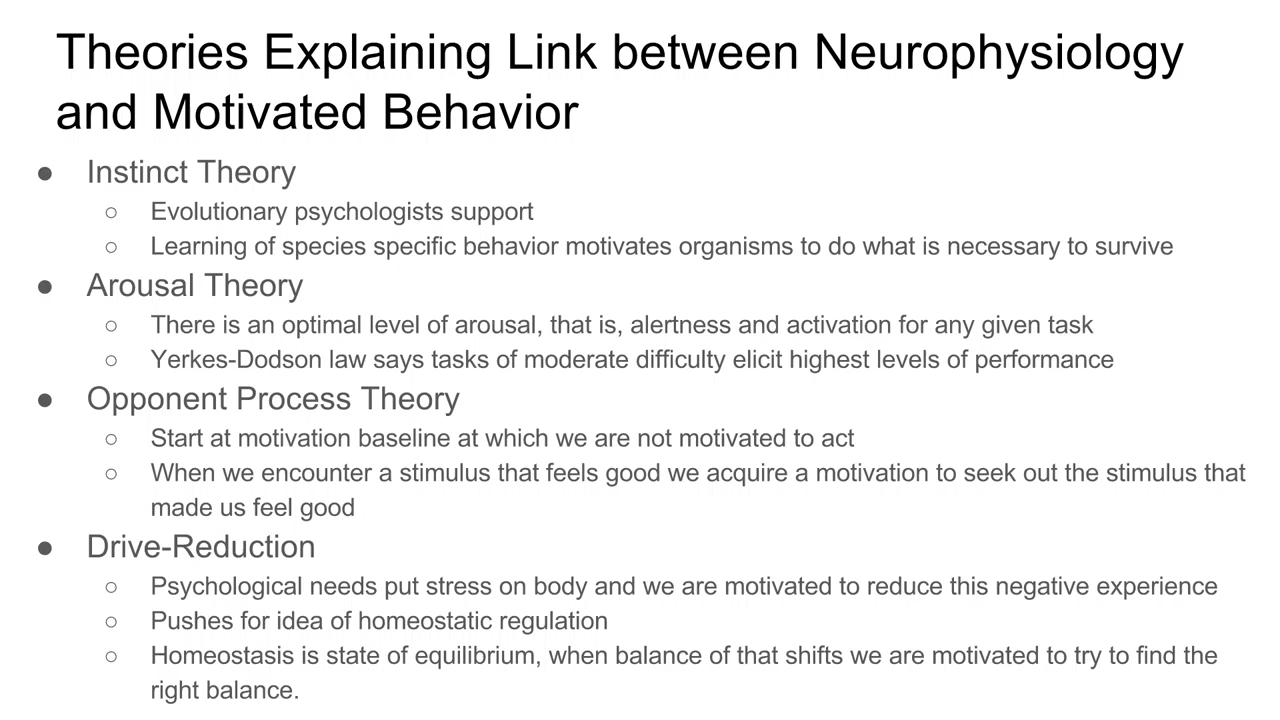 Theories Explaining Link between Neurophysiology
and Motivated Behavior
● Instinct Theory
○ Evolutionary psychologists support
○ Learning of species specific behavior motivates organisms to do what is necessary to survive
● Arousal Theory
○ There is an optimal level of arousal, that is, alertness and activation for any given task
○ Yerkes-Dodson law says tasks of moderate difficulty elicit highest levels of performance
● Opponent Process Theory
○ Start at motivation baseline at which we are not motivated to act
○ When we encounter a stimulus that feels good we acquire a motivation to seek out the stimulus that
made us feel good
● Drive-Reduction
○ Psychological needs put stress on body and we are motivated to reduce this negative experience
○ Pushes for idea of homeostatic regulation
○ Homeostasis is state of equilibrium, when balance of that shifts we are motivated to try to find the
right balance.